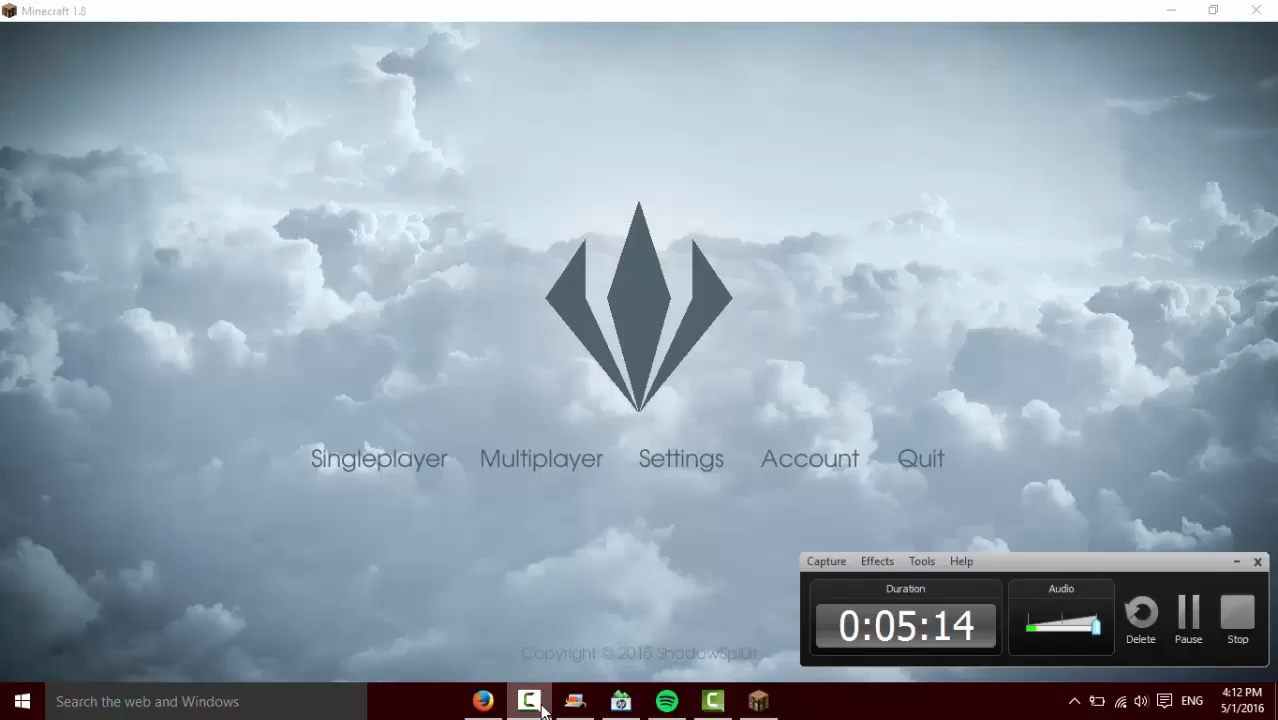 Minecraft 1.8
Singleplayer Multiplayer Settings Account Quit
Capture Effects Tools Help
Duration
0:05:14
Audio
Delete Pause Stop
Copyright © 2015
Search the web and Windows
ENG
4:12 PM
5/1/2016